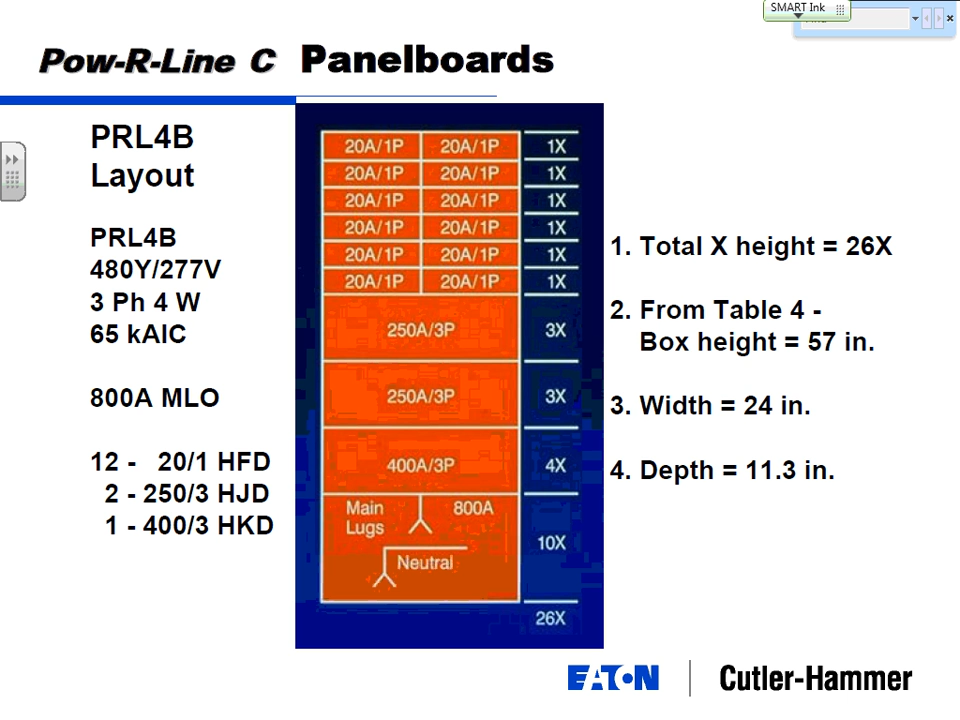 SMART Ink
Pow-R-Line C Panelboards
PRL4B
Layout
PRL4B
480Y/277V
3 Ph 4 W
65 kAIC
800A MLO
12 - 20/1 HFD
2 - 250/3 HJD
1 - 400/3 HKD
20A/1P 20A/1P 1X
20A/1P 20A/1P 1X
20A/1P 20A/1P 1X
20A/1P 20A/1P 1X
20A/1P 20A/1P 1X
20A/1P 20A/1P 1X
250A/3P 3X
250A/3P 3X
400A/3P 4X
Main 800A
Lugs
10X
Neutral
26X
1. Total X height = 26X
2. From Table 4 -
Box height = 57 in.
3. Width = 24 in.
4. Depth = 11.3 in.
EATON | Cutler-Hammer